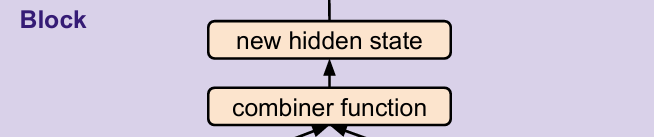 Block
new hidden state
combiner function